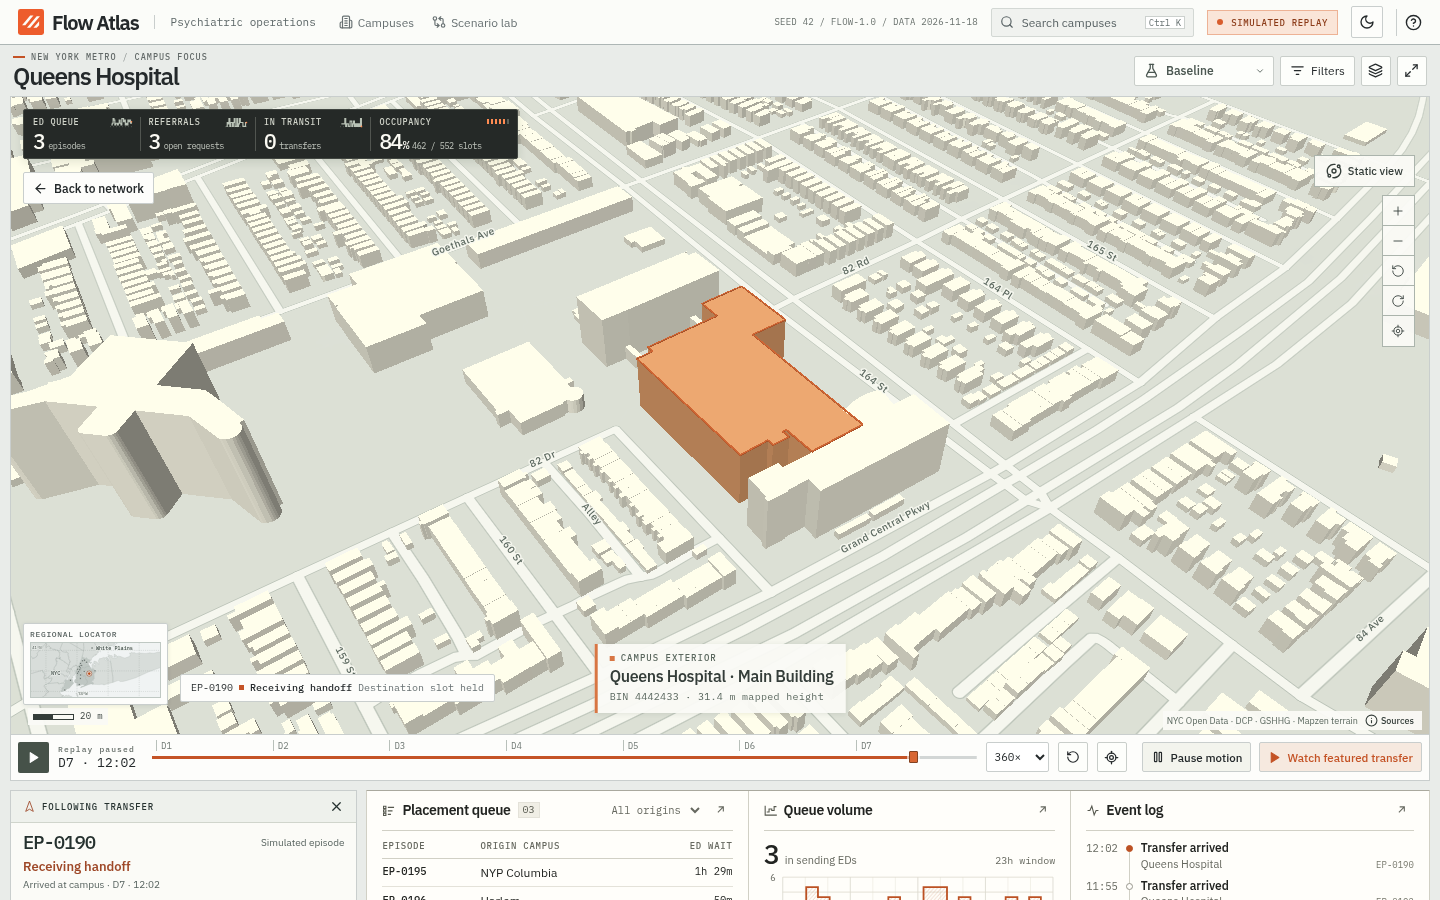 Flow Atlas
Psychiatric operations
Campuses
Scenario lab
SEED 42 / FLOW-1.0 / DATA 2026-11-18
Search campuses
Ctrl K
SIMULATED REPLAY
NEW YORK METRO / CAMPUS FOCUS
Queens Hospital
Baseline
Filters
ED QUEUE
3 episodes
REFERRALS
3 open requests
IN TRANSIT
0 transfers
OCCUPANCY
84% 462 / 552 slots
Back to network
Static view
Goethals Ave
82 Rd
165 St
164 Pl
164 St
82 Dr
Alley
160 St
Grand Central Pkwy
159 St
84 Ave
REGIONAL LOCATOR
White Plains
NYC
20 m
EP-0190 Receiving handoff Destination slot held
CAMPUS EXTERIOR
Queens Hospital · Main Building
BIN 4442433 · 31.4 m mapped height
NYC Open Data · DCP · GSHHG · Mapzen terrain
Sources
Replay paused
D7 · 12:02
D1
D2
D3
D4
D5
D6
D7
360×
Pause motion
Watch featured transfer
FOLLOWING TRANSFER
EP-0190
Simulated episode
Receiving handoff
Arrived at campus · D7 · 12:02
Placement queue 03
All origins
EPISODE
ORIGIN CAMPUS
ED WAIT
EP-0195
NYP Columbia
1h 29m
Queue volume
3 in sending EDs
23h window
6
Event log
12:02
Transfer arrived
Queens Hospital
EP-0190
11:55
Transfer arrived